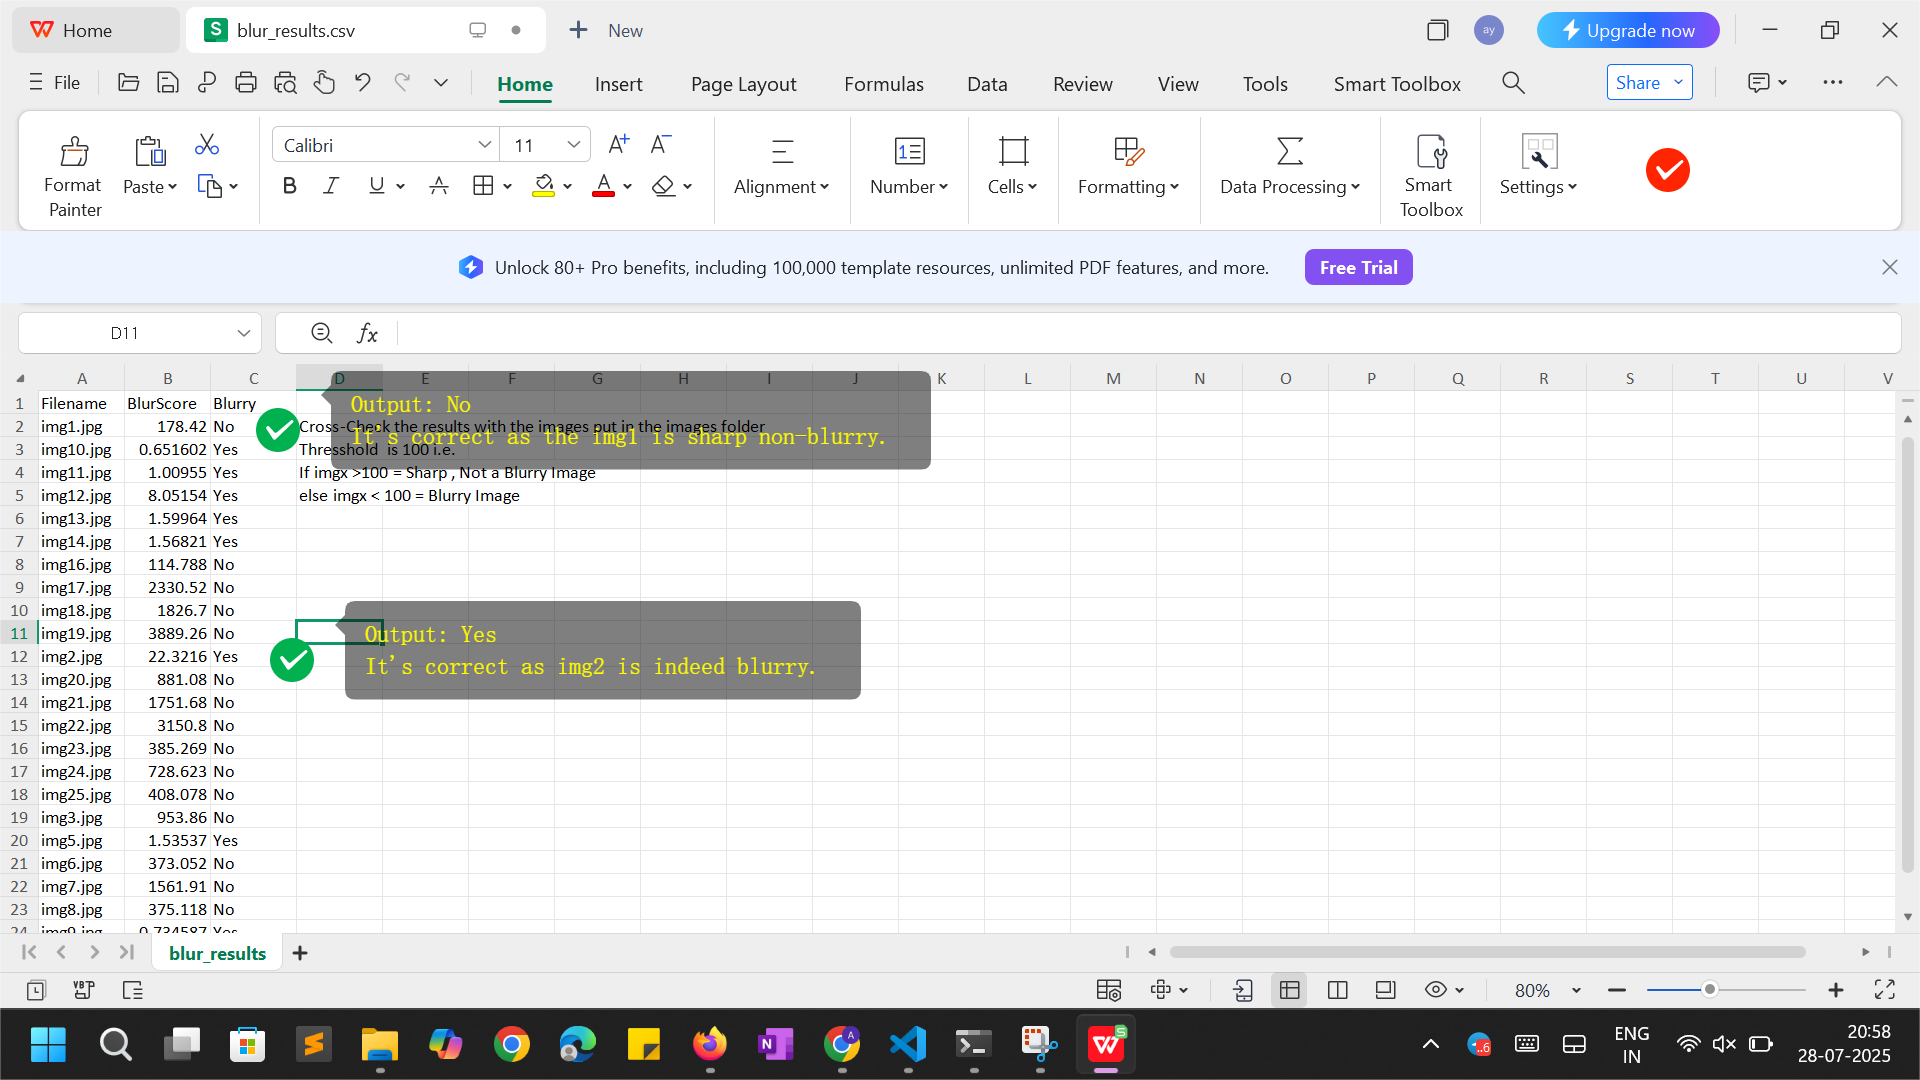 Home
blur_results.csv
New
ay
Upgrade now
File
Home
Insert
Page Layout
Formulas
Data
Review
View
Tools
Smart Toolbox
Share
Format
Painter
Paste
Calibri
11
A+
A-
B
I
U
A
A
Alignment
Number
Cells
Formatting
Data Processing
Smart
Toolbox
Settings
Unlock 80+ Pro benefits, including 100,000 template resources, unlimited PDF features, and more.
Free Trial
D11
fx
A B C D E F G H I J K L M N O P Q R S T U V
1 Filename BlurScore Blurry
2 img1.jpg 178.42 No Cross-Check the results with the images put in the images folder
3 img10.jpg 0.651602 Yes Thresshold is 100 i.e.
4 img11.jpg 1.00955 Yes If imgx >100 = Sharp , Not a Blurry Image
5 img12.jpg 8.05154 Yes else imgx < 100 = Blurry Image
Output: No
It's correct as the img1 is sharp non-blurry.
6 img13.jpg 1.59964 Yes
7 img14.jpg 1.56821 Yes
8 img16.jpg 114.788 No
9 img17.jpg 2330.52 No
10 img18.jpg 1826.7 No
11 img19.jpg 3889.26 No
12 img2.jpg 22.3216 Yes
Output: Yes
It's correct as img2 is indeed blurry.
13 img20.jpg 881.08 No
14 img21.jpg 1751.68 No
15 img22.jpg 3150.8 No
16 img23.jpg 385.269 No
17 img24.jpg 728.623 No
18 img25.jpg 408.078 No
19 img3.jpg 953.86 No
20 img5.jpg 1.53537 Yes
21 img6.jpg 373.052 No
22 img7.jpg 1561.91 No
23 img8.jpg 375.118 No
24 img9.jpg 0.734587 Yes
blur_results
80%
ENG
IN
20:58
28-07-2025